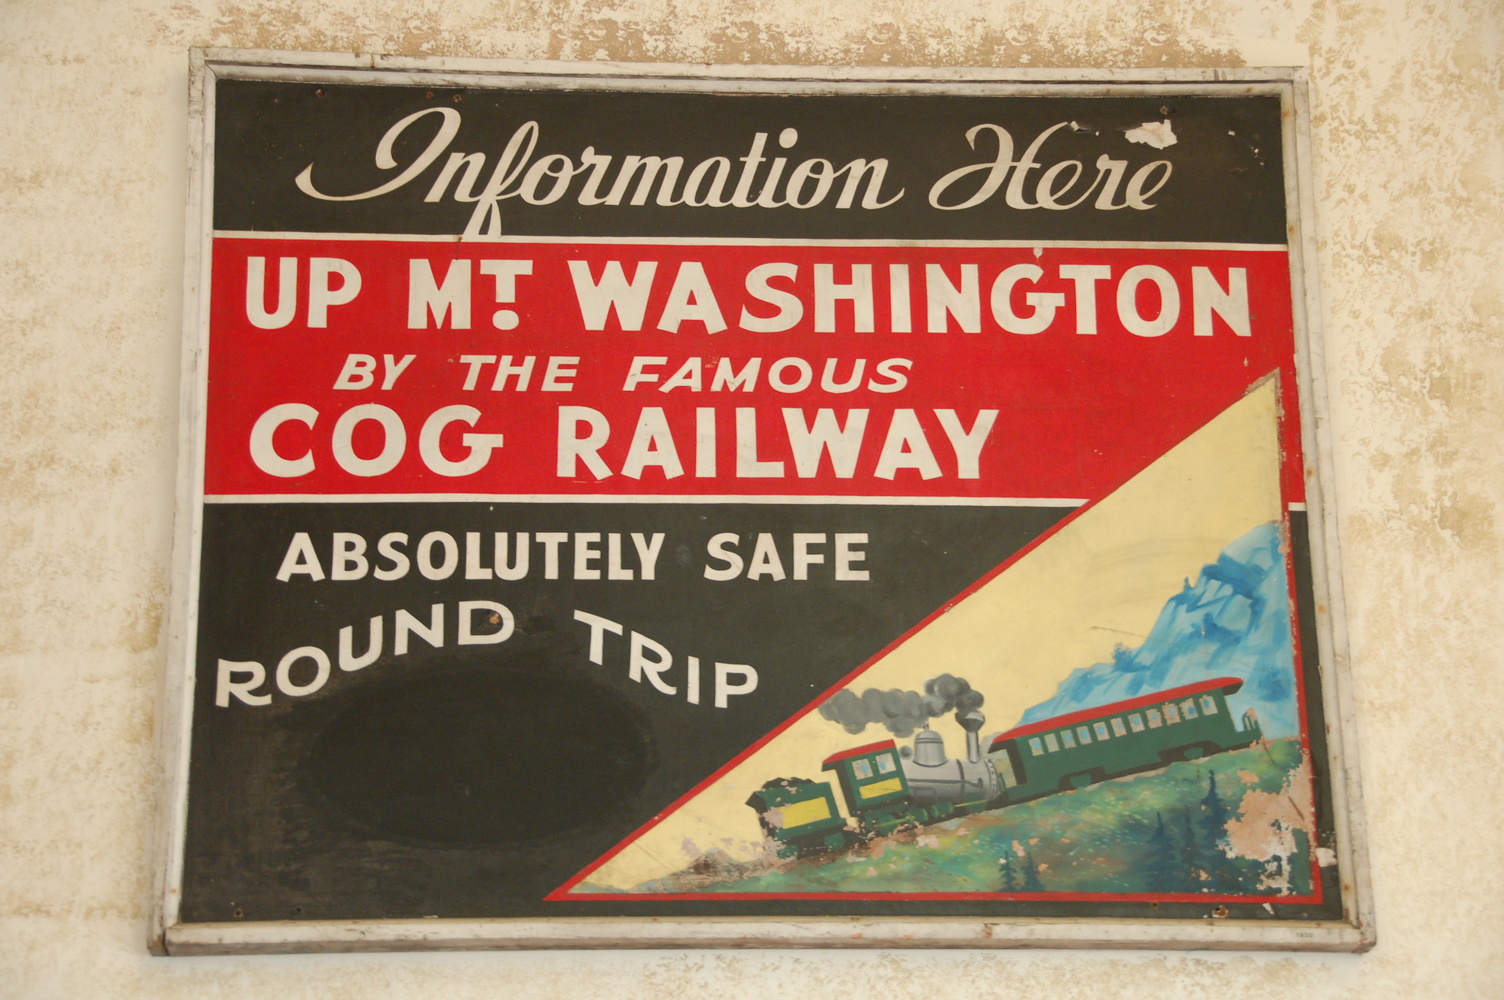 Information Here
UP MT. WASHINGTON
BY THE FAMOUS
COG RAILWAY
ABSOLUTELY SAFE
ROUND TRIP